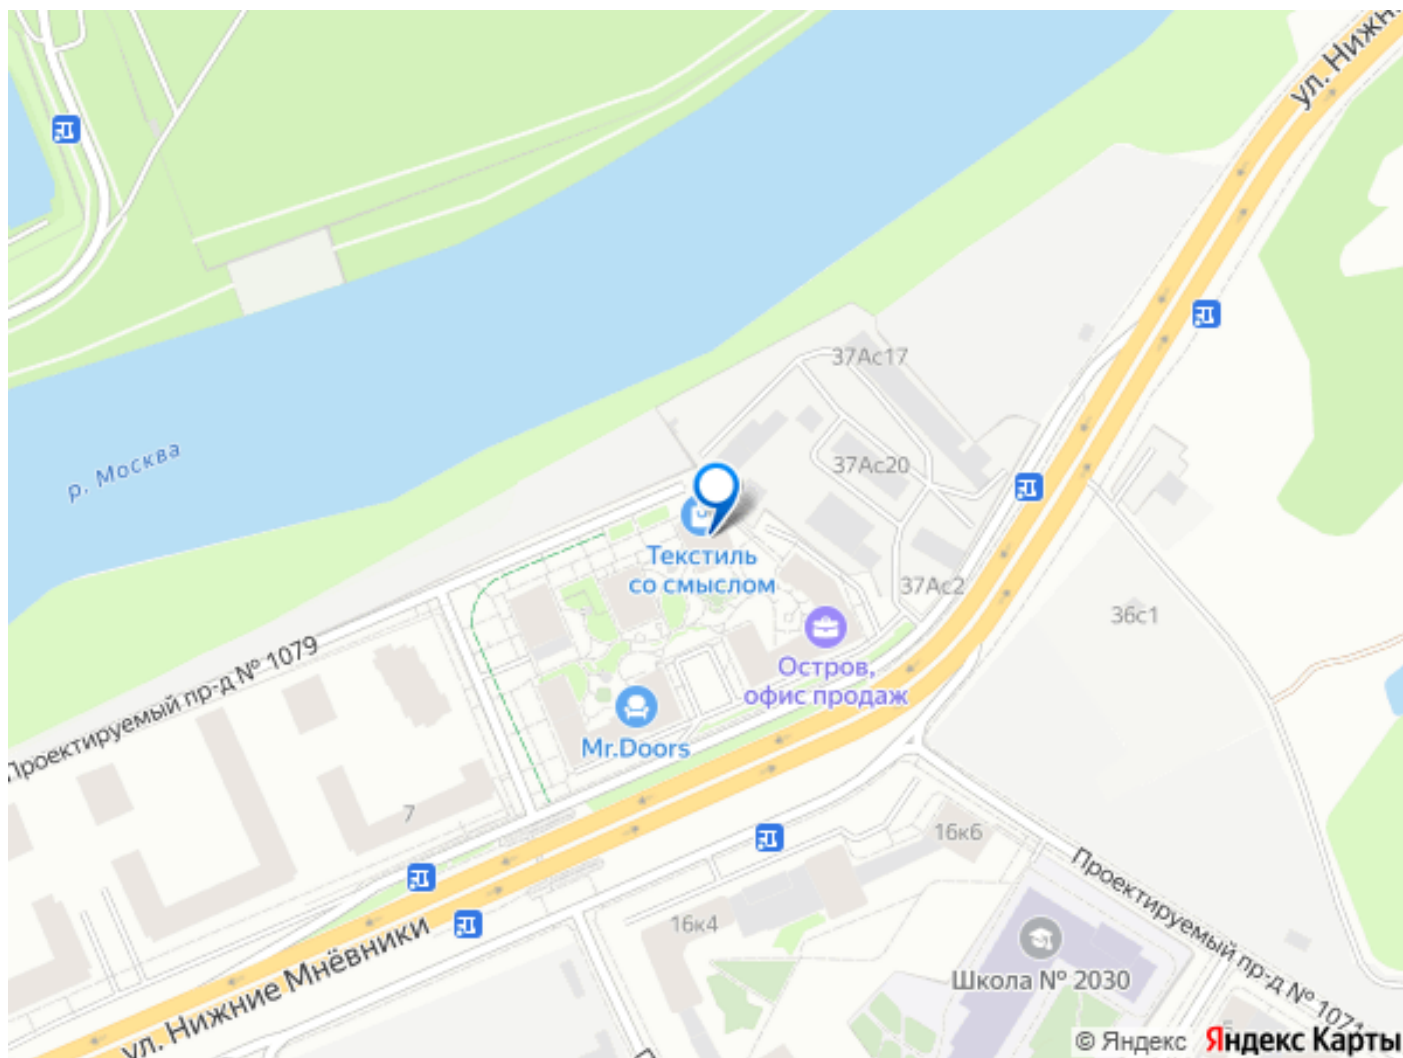 ул. Нижн
37Ас17
р. Москва
37Ас20
Текстиль
со смыслом
37Ас2
36с1
Проектируемый пр-д № 1079
Остров,
офис продаж
Mr.Doors
7
16к6
Проектируемый пр-д № 1071
16к4
ул. Нижние Мнёвники
Школа № 2030
© Яндекс Яндекс Карты